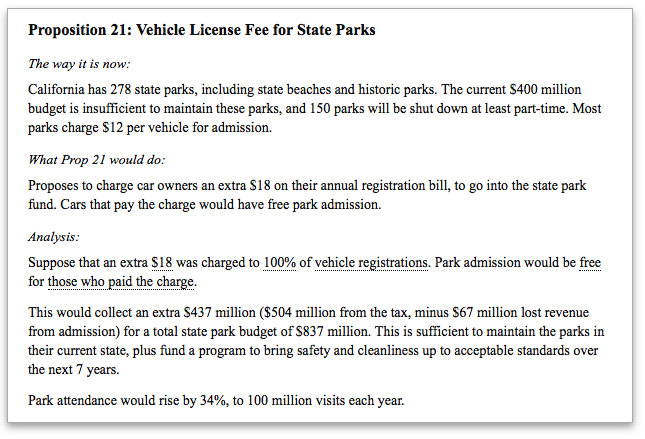 Proposition 21: Vehicle License Fee for State Parks
The way it is now:
California has 278 state parks, including state beaches and historic parks. The current $400 million
budget is insufficient to maintain these parks, and 150 parks will be shut down at least part-time. Most
parks charge $12 per vehicle for admission.
What Prop 21 would do:
Proposes to charge car owners an extra $18 on their annual registration bill, to go into the state park
fund. Cars that pay the charge would have free park admission.
Analysis:
Suppose that an extra $18 was charged to 100% of vehicle registrations. Park admission would be free
for those who paid the charge.
This would collect an extra $437 million ($504 million from the tax, minus $67 million lost revenue
from admission) for a total state park budget of $837 million. This is sufficient to maintain the parks in
their current state, plus fund a program to bring safety and cleanliness up to acceptable standards over
the next 7 years.
Park attendance would rise by 34%, to 100 million visits each year.